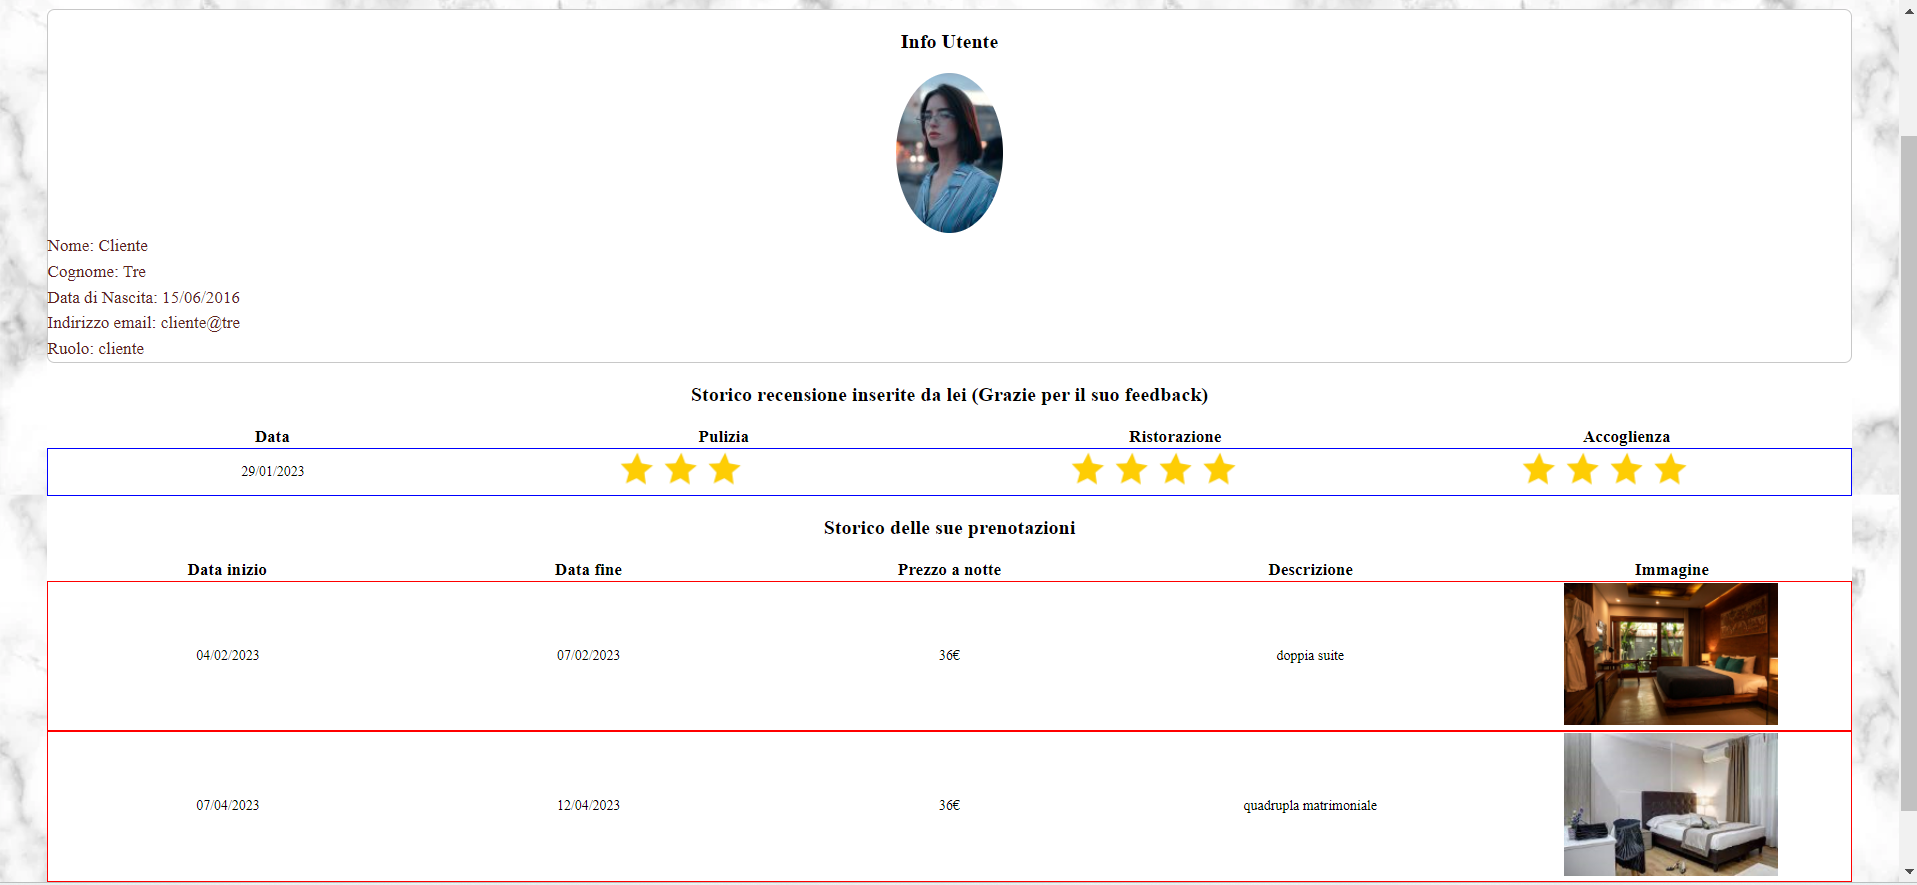 Info Utente
Nome: Cliente
Cognome: Tre
Data di Nascita: 15/06/2016
Indirizzo email: cliente@tre
Ruolo: cliente
Storico recensione inserite da lei (Grazie per il suo feedback)
Data Pulizia Ristorazione Accoglienza
29/01/2023
Storico delle sue prenotazioni
Data inizio Data fine Prezzo a notte Descrizione Immagine
04/02/2023 07/02/2023 36€ doppia suite
07/04/2023 12/04/2023 36€ quadrupla matrimoniale